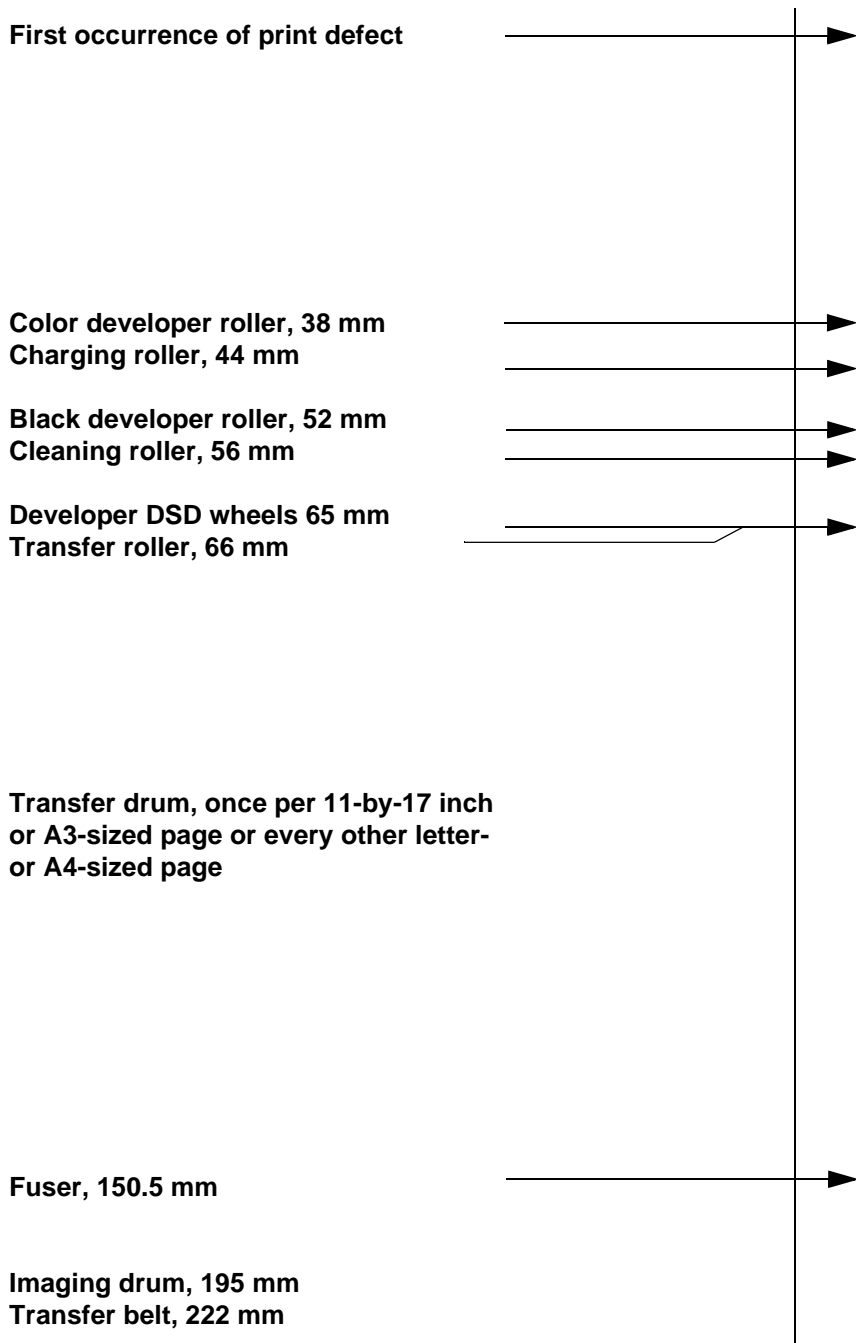 First occurrence of print defect
Color developer roller, 38 mm
Charging roller, 44 mm
Black developer roller, 52 mm
Cleaning roller, 56 mm
Developer DSD wheels 65 mm
Transfer roller, 66 mm
Transfer drum, once per 11-by-17 inch
or A3-sized page or every other letter-
or A4-sized page
Fuser, 150.5 mm
Imaging drum, 195 mm
Transfer belt, 222 mm